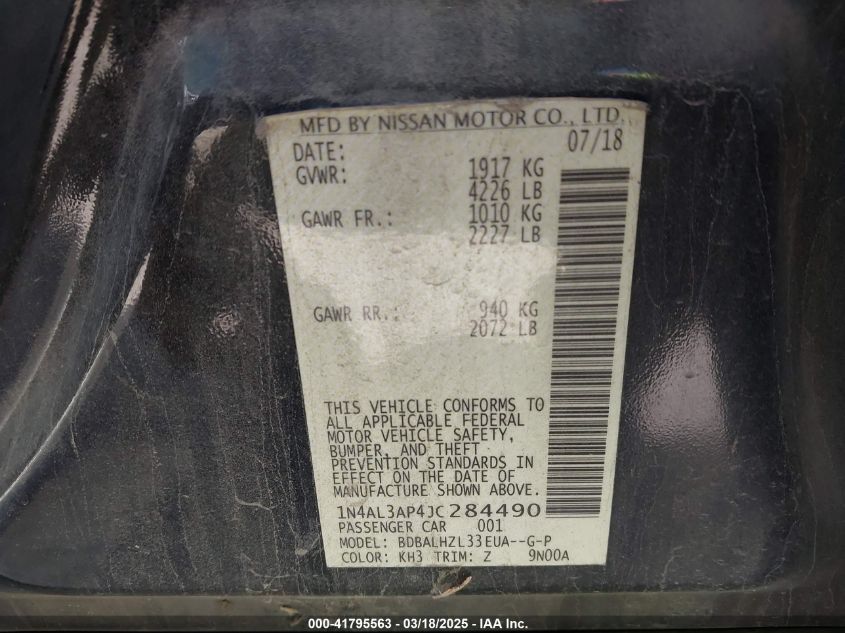 MFD BY NISSAN MOTOR CO., LTD.
DATE: 07/18
GVWR: 1917 KG
4226 LB
GAWR FR.: 1010 KG
2227 LB
GAWR RR.: 940 KG
2072 LB
THIS VEHICLE CONFORMS TO
ALL APPLICABLE FEDERAL
MOTOR VEHICLE SAFETY,
BUMPER, AND THEFT
PREVENTION STANDARDS IN
EFFECT ON THE DATE OF
MANUFACTURE SHOWN ABOVE.
1N4AL3AP4JC284490
PASSENGER CAR 001
MODEL: BDBALHZL33EUA--G-P
COLOR: KH3 TRIM: Z 9N00A
000-41795563 - 03/18/2025 - IAA Inc.